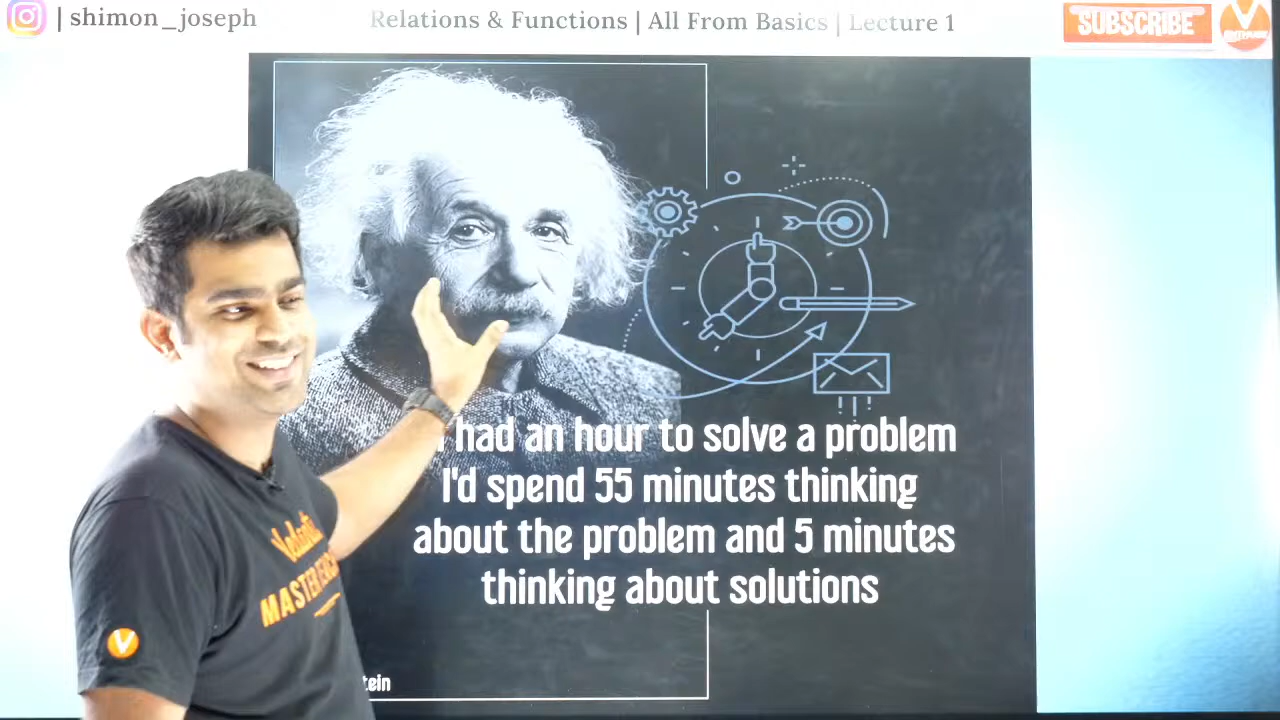 | shimon_joseph
Relations & Functions | All From Basics | Lecture 1
SUBSCRIBE
had an hour to solve a problem
I'd spend 55 minutes thinking
about the problem and 5 minutes
thinking about solutions
Vedantu
MASTER
V
tein